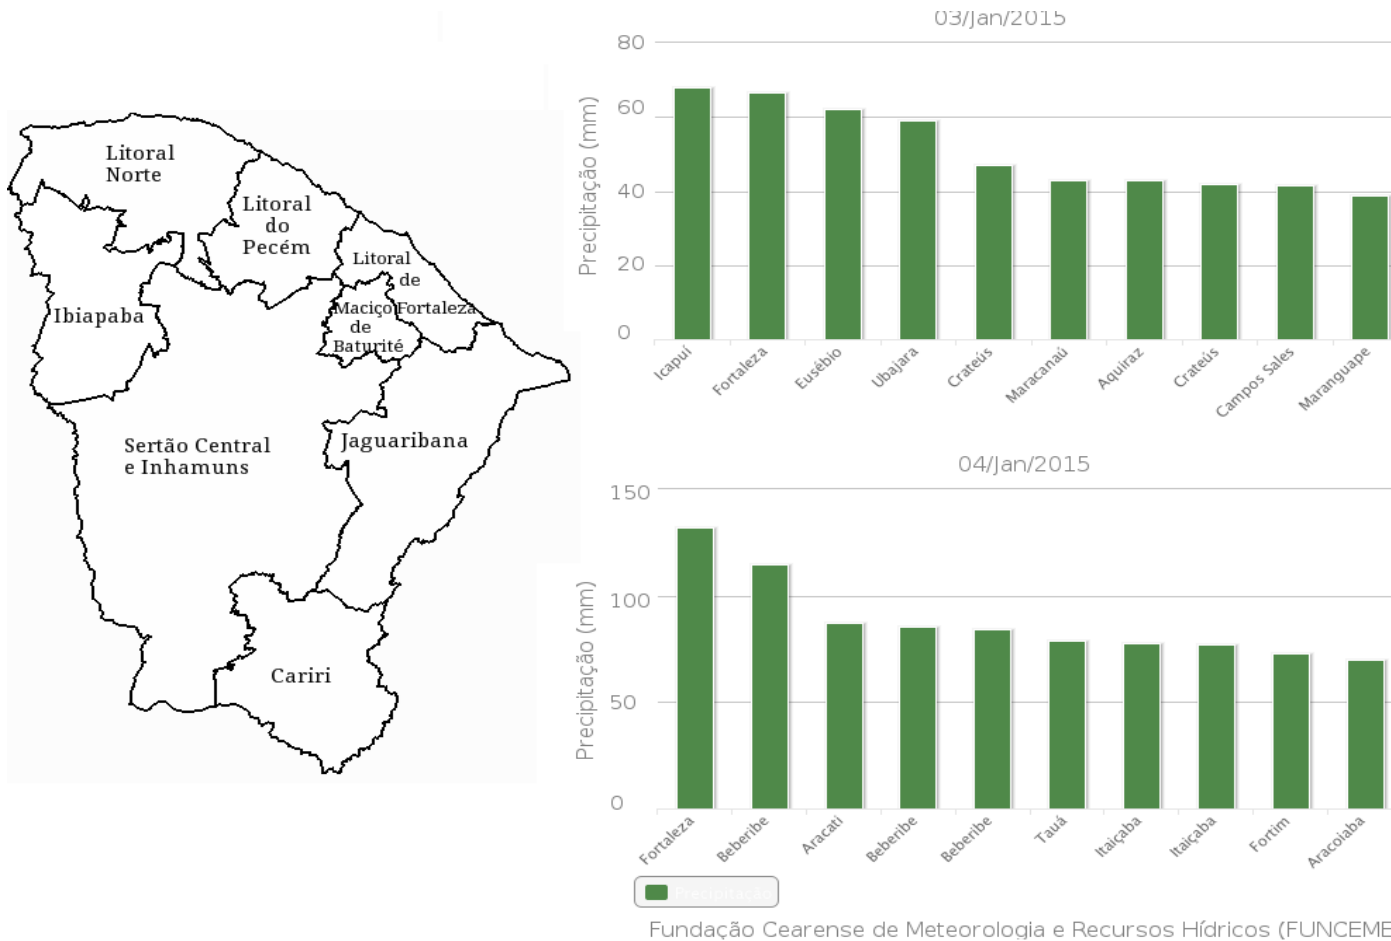 Litoral
Norte
Litoral
do
Pecém
Litoral
de
Fortaleza
Maciço
de
Baturité
Ibiapaba
Sertão Central
e Inhamuns
Jaguaribana
Cariri
03/Jan/2015
Precipitação (mm)
80
60
40
20
0
Icapuí
Fortaleza
Eusébio
Ubajara
Crateús
Maracanaú
Aquiraz
Crateús
Campos Sales
Maranguape
04/Jan/2015
Precipitação (mm)
150
100
50
0
Fortaleza
Beberibe
Aracati
Beberibe
Beberibe
Tauá
Itaiçaba
Itaiçaba
Fortim
Aracoiaba
Precipitação
Fundação Cearense de Meteorologia e Recursos Hídricos (FUNCEME